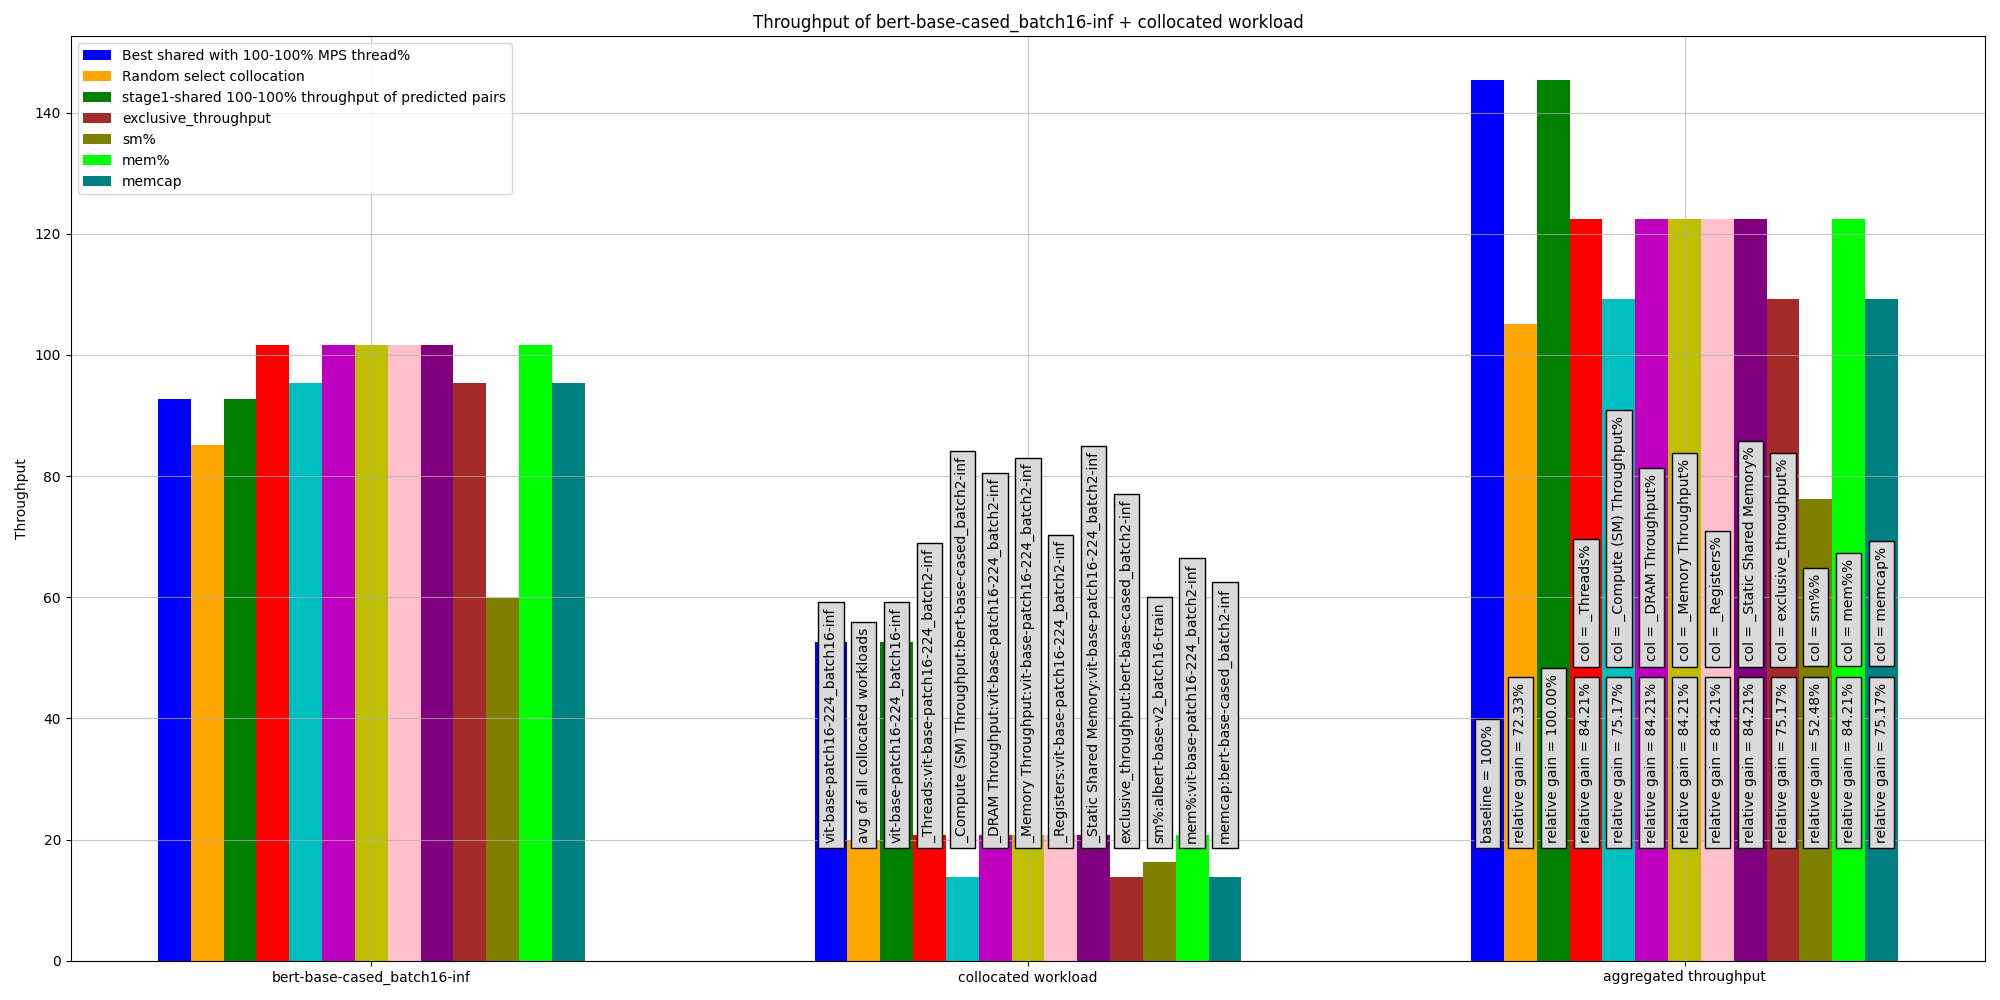 Throughput of bert-base-cased_batch16-inf + collocated workload
Best shared with 100-100% MPS thread%
Random select collocation
stage1-shared 100-100% throughput of predicted pairs
exclusive_throughput
sm%
mem%
memcap
Throughput
140
120
100
80
60
40
20
0
vit-base-patch16-224_batch16-inf
avg of all collocated workloads
vit-base-patch16-224_batch16-inf
_Threads:vit-base-patch16-224_batch2-inf
_Compute (SM) Throughput:bert-base-cased_batch2-inf
_DRAM Throughput:vit-base-patch16-224_batch2-inf
_Memory Throughput:vit-base-patch16-224_batch2-inf
_Registers:vit-base-patch16-224_batch2-inf
_Static Shared Memory:vit-base-patch16-224_batch2-inf
exclusive_throughput:bert-base-cased_batch2-inf
sm%:albert-base-v2_batch16-train
mem%:vit-base-patch16-224_batch2-inf
memcap:bert-base-cased_batch2-inf
col = _Threads%
col = _Compute (SM) Throughput%
col = _DRAM Throughput%
col = _Memory Throughput%
col = _Registers%
col = _Static Shared Memory%
col = exclusive_throughput%
col = sm%%
col = mem%%
col = memcap%
baseline = 100%
relative gain = 72.33%
relative gain = 100.00%
relative gain = 84.21%
relative gain = 75.17%
relative gain = 84.21%
relative gain = 84.21%
relative gain = 84.21%
relative gain = 84.21%
relative gain = 75.17%
relative gain = 52.48%
relative gain = 84.21%
relative gain = 75.17%
bert-base-cased_batch16-inf
collocated workload
aggregated throughput